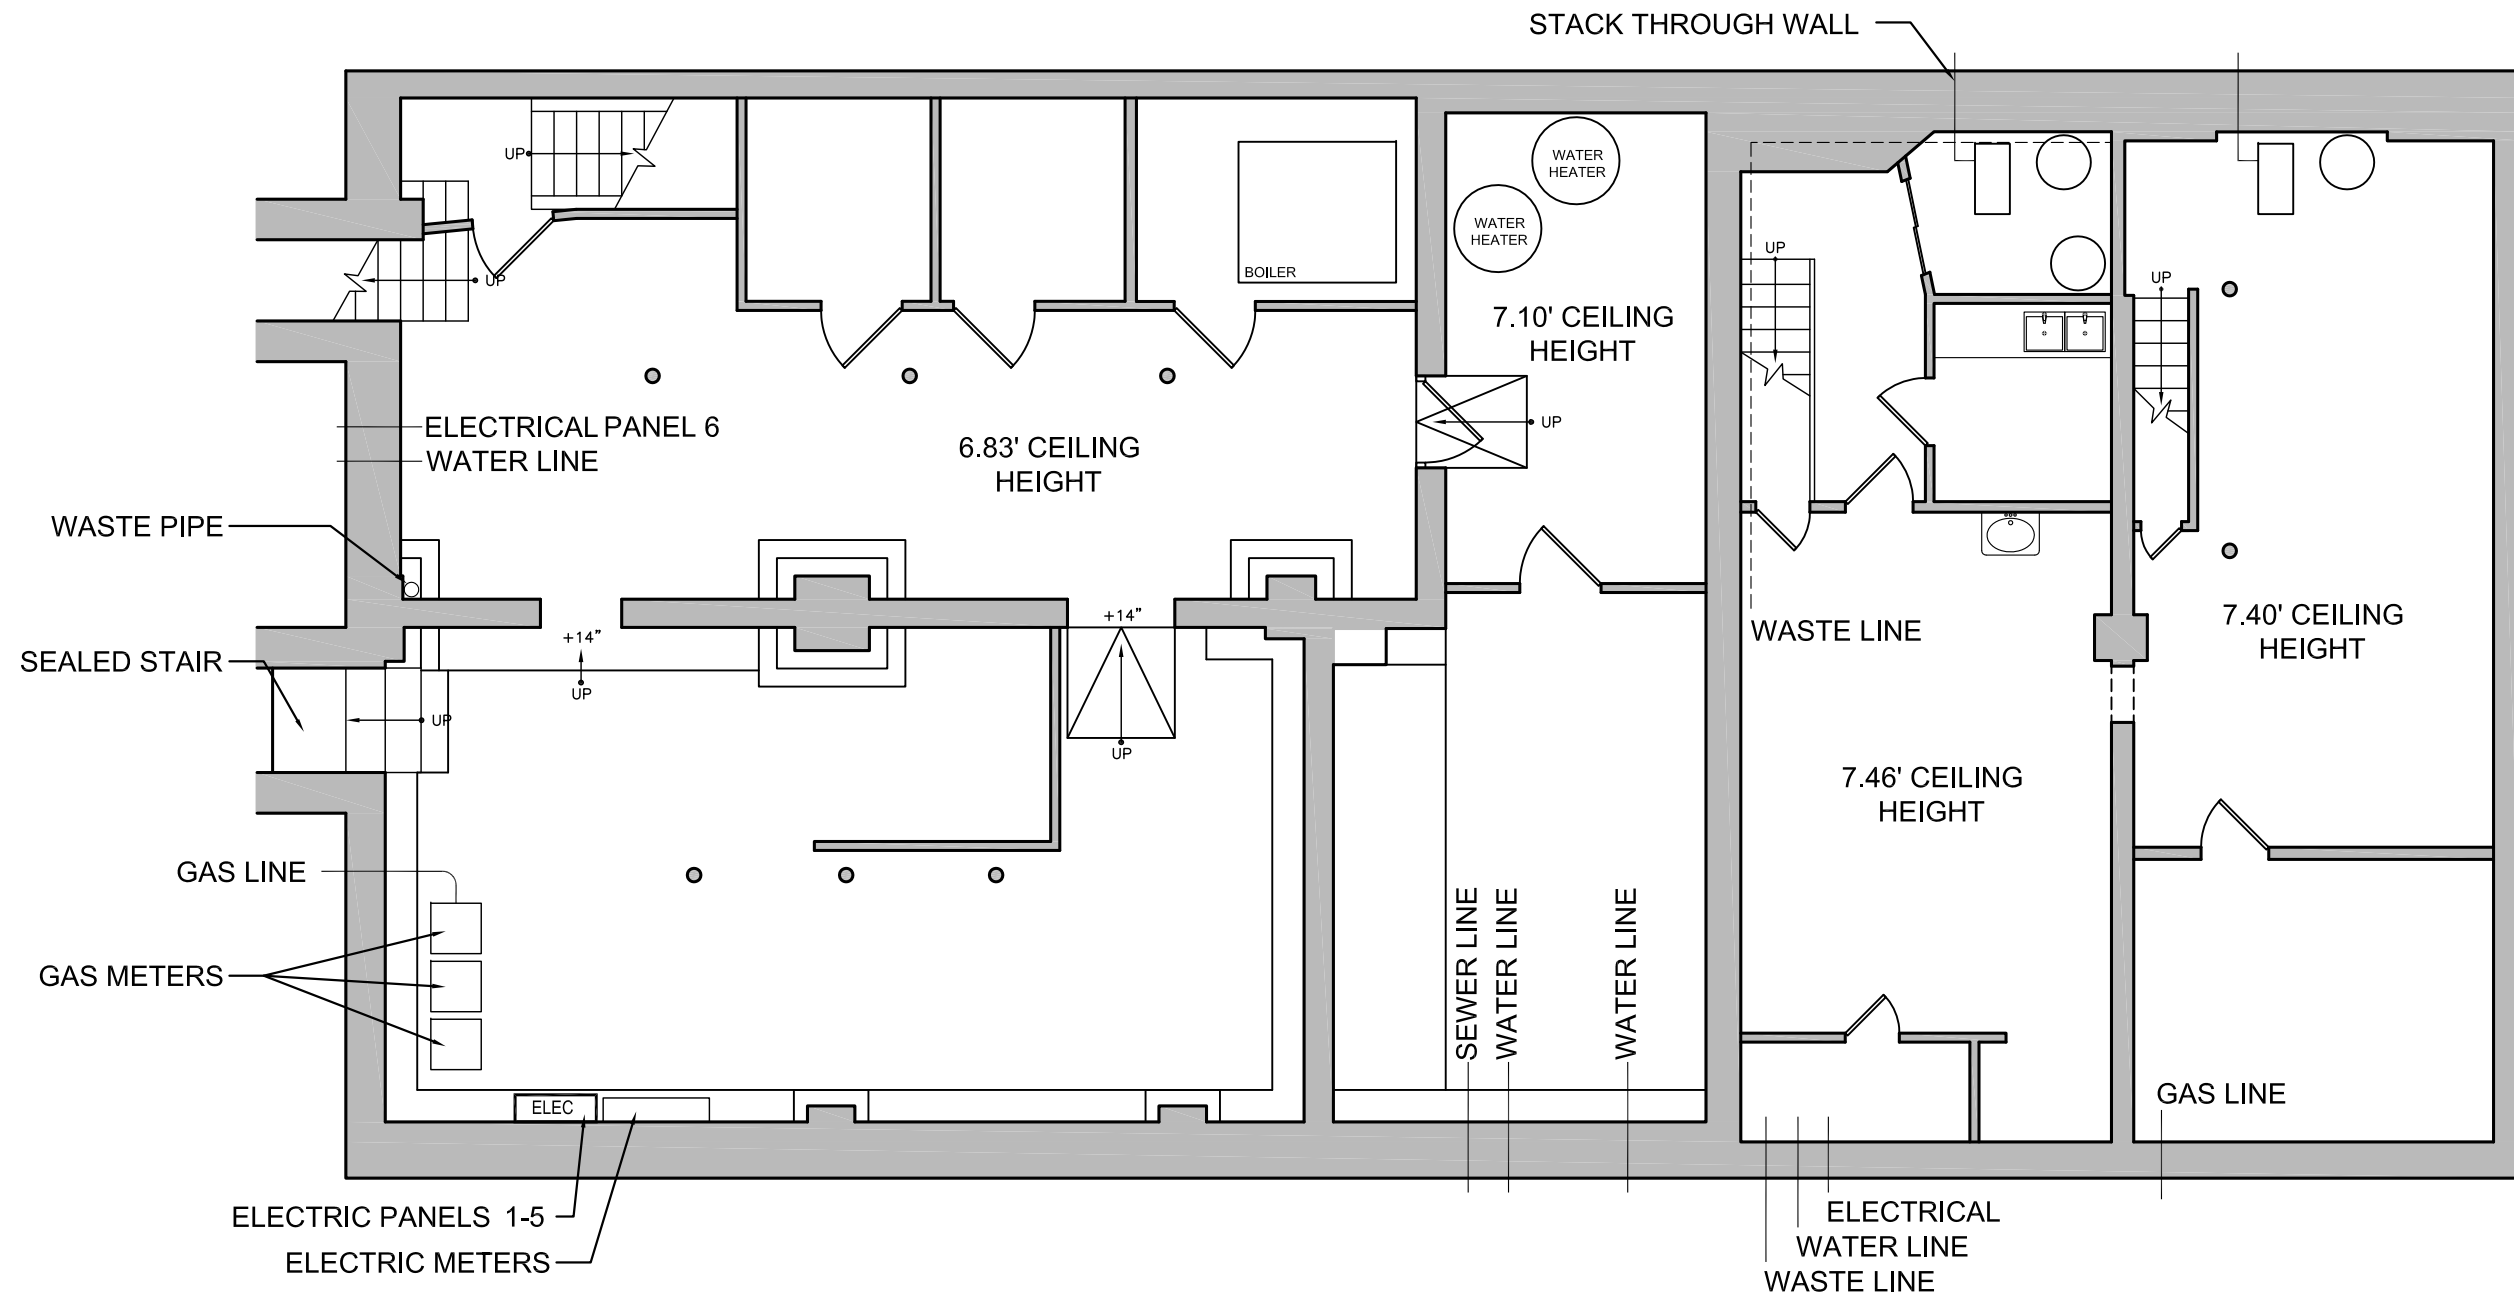 STACK THROUGH WALL
UP
WATER
HEATER
WATER
HEATER
BOILER
UP
UP
UP
7.10' CEILING
HEIGHT
ELECTRICAL PANEL 6
WATER LINE
6.83' CEILING
HEIGHT
UP
WASTE PIPE
SEALED STAIR
+14”
UP
+14”
UP
UP
WASTE LINE
7.40' CEILING
HEIGHT
7.46' CEILING
HEIGHT
GAS LINE
GAS METERS
SEWER LINE
WATER LINE
WATER LINE
GAS LINE
ELEC
ELECTRIC PANELS 1-5
ELECTRIC METERS
ELECTRICAL
WATER LINE
WASTE LINE